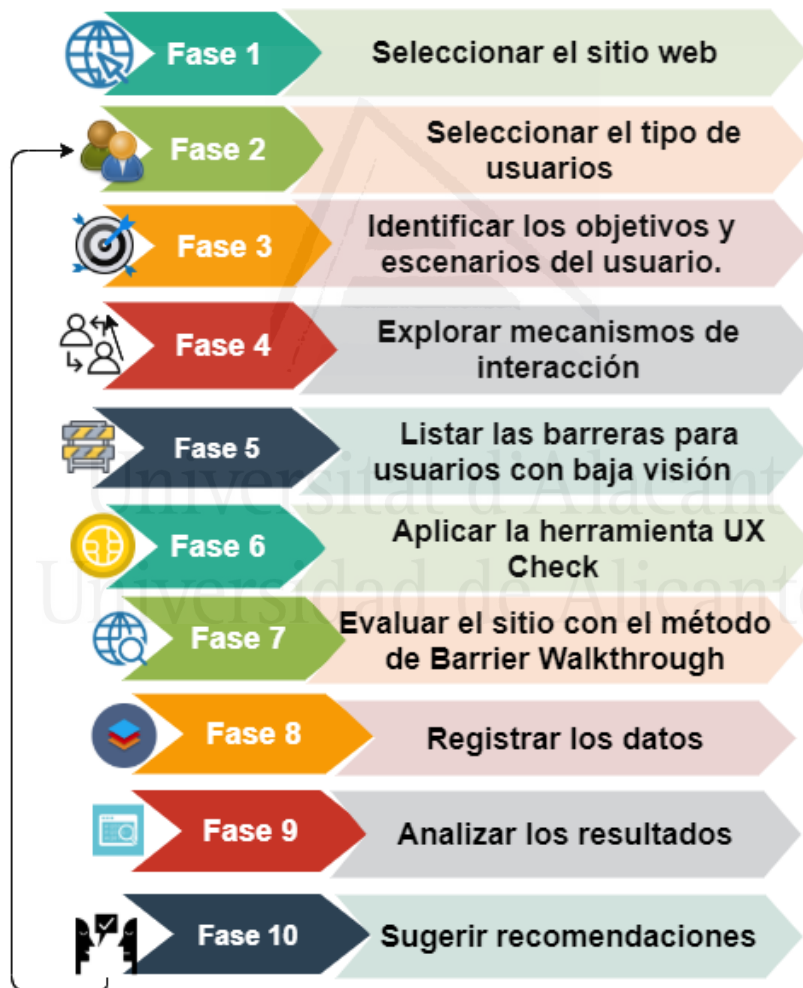 Fase 1
Seleccionar el sitio web
Fase 2
Seleccionar el tipo de
usuarios
Fase 3
Identificar los objetivos y
escenarios del usuario.
Fase 4
Explorar mecanismos de
interacción
Fase 5
Listar las barreras para
usuarios con baja visión
Universitat d'Alacant
Fase 6
Aplicar la herramienta UX
Check
Universidad de Alicante
Fase 7
Evaluar el sitio con el método
de Barrier Walkthrough
Fase 8
Registrar los datos
Fase 9
Analizar los resultados
Fase 10
Sugerir recomendaciones